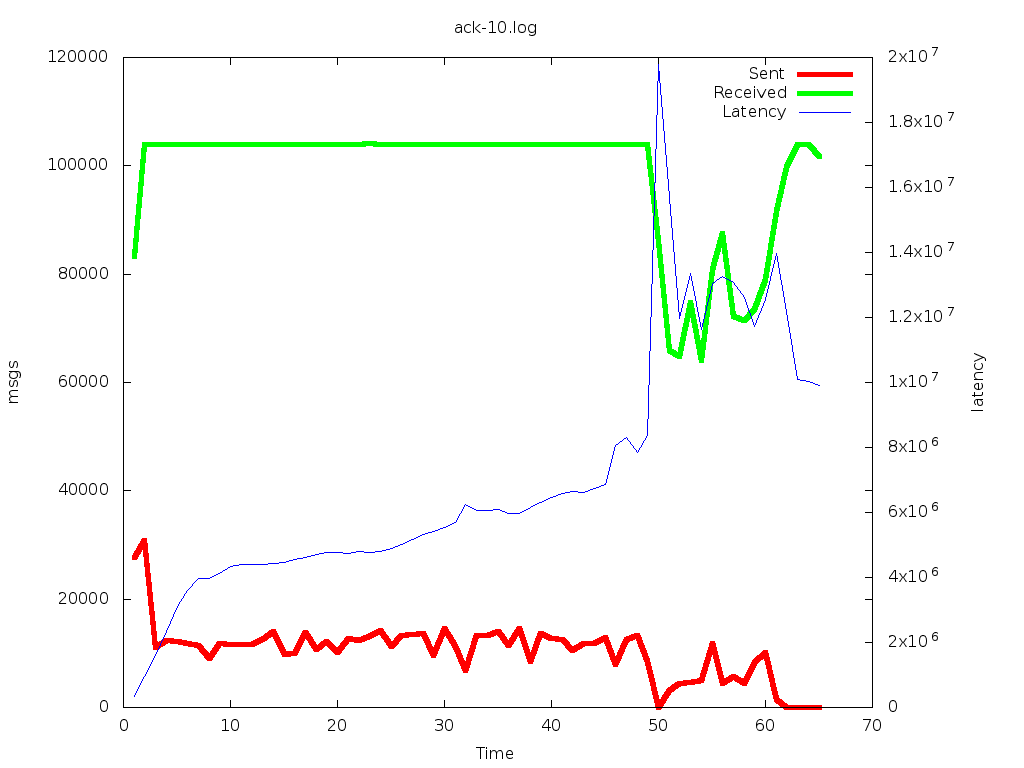 ack-10.log
120000
100000
80000
60000
40000
20000
0
msgs
Sent
Received
Latency
2x10^7
1.8x10^7
1.6x10^7
1.4x10^7
1.2x10^7
1x10^7
8x10^6
6x10^6
4x10^6
2x10^6
0
latency
0 10 20 30 40 50 60 70
Time